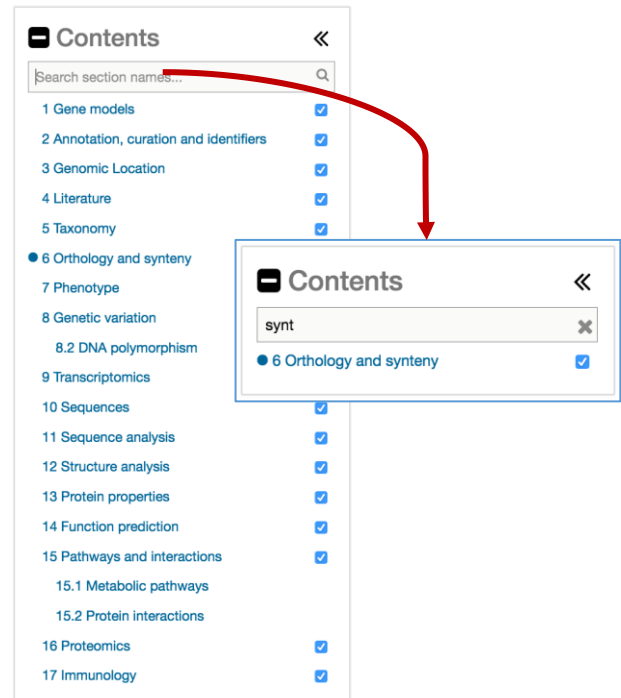 Contents
Search section names...
1 Gene models
2 Annotation, curation and identifiers
3 Genomic Location
4 Literature
5 Taxonomy
6 Orthology and synteny
7 Phenotype
8 Genetic variation
8.2 DNA polymorphism
9 Transcriptomics
10 Sequences
11 Sequence analysis
12 Structure analysis
13 Protein properties
14 Function prediction
15 Pathways and interactions
15.1 Metabolic pathways
15.2 Protein interactions
16 Proteomics
17 Immunology
Contents
synt
6 Orthology and synteny